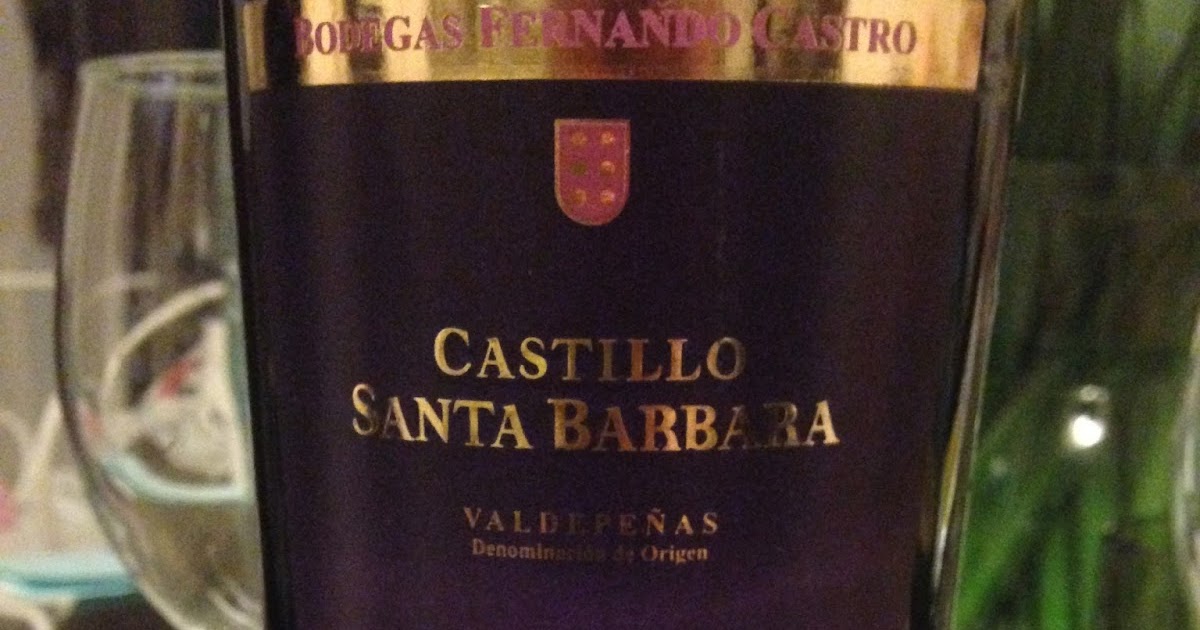 BODEGAS FERNANDO CASTRO
CASTILLO
SANTA BARBARA
VALDEPEÑAS
Denominación de Origen